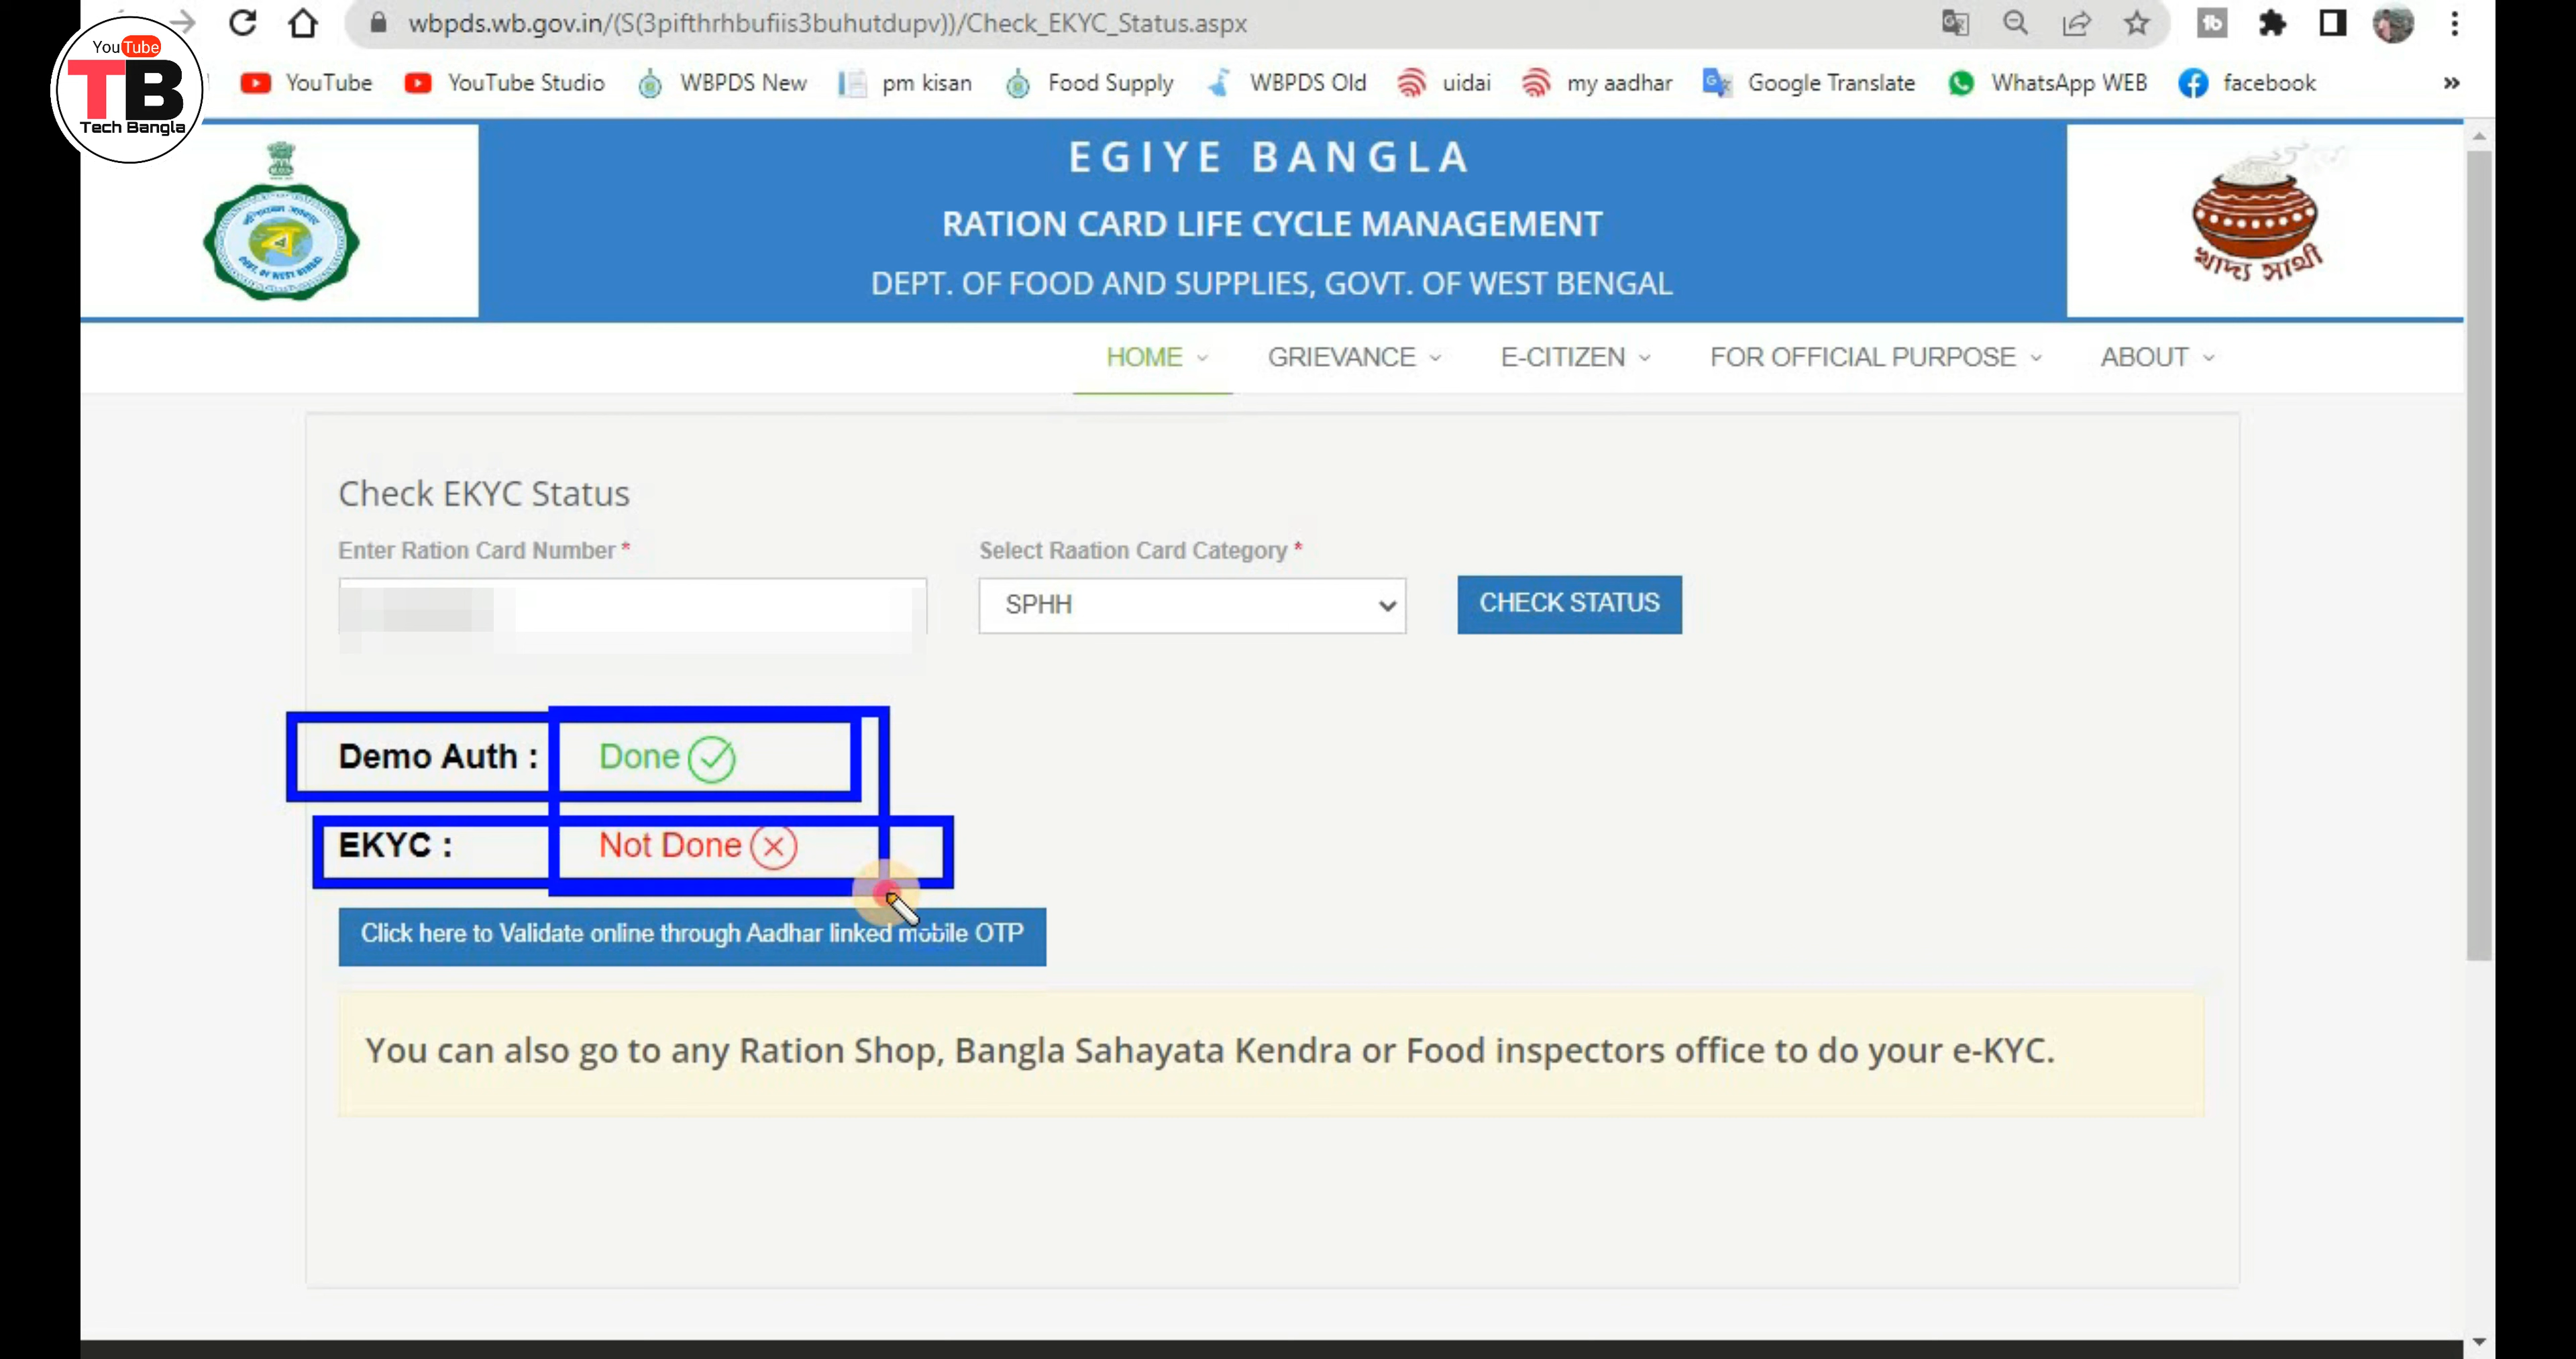 YouTube
TB
Tech Bangla
wbpds.wb.gov.in/(S(3pifthrhbufiis3buhutdupv))/Check_EKYC_Status.aspx
YouTube YouTube Studio WBPDS New pm kisan Food Supply WBPDS Old uidai my aadhar Google Translate WhatsApp WEB facebook »
EGIYE BANGLA
RATION CARD LIFE CYCLE MANAGEMENT
DEPT. OF FOOD AND SUPPLIES, GOVT. OF WEST BENGAL
খাদ্য সাথী
HOME GRIEVANCE E-CITIZEN FOR OFFICIAL PURPOSE ABOUT
Check EKYC Status
Enter Ration Card Number * Select Raation Card Category *
SPHH CHECK STATUS
Demo Auth : Done
EKYC : Not Done
Click here to Validate online through Aadhar linked mobile OTP
You can also go to any Ration Shop, Bangla Sahayata Kendra or Food inspectors office to do your e-KYC.